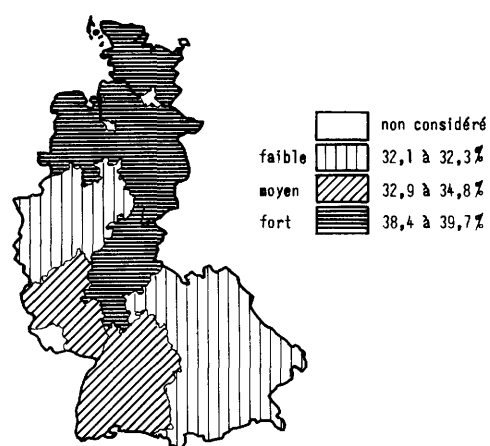 non considéré
faible 32,1 à 32,3%
moyen 32,9 à 34,8%
fort 38,4 à 39,7%